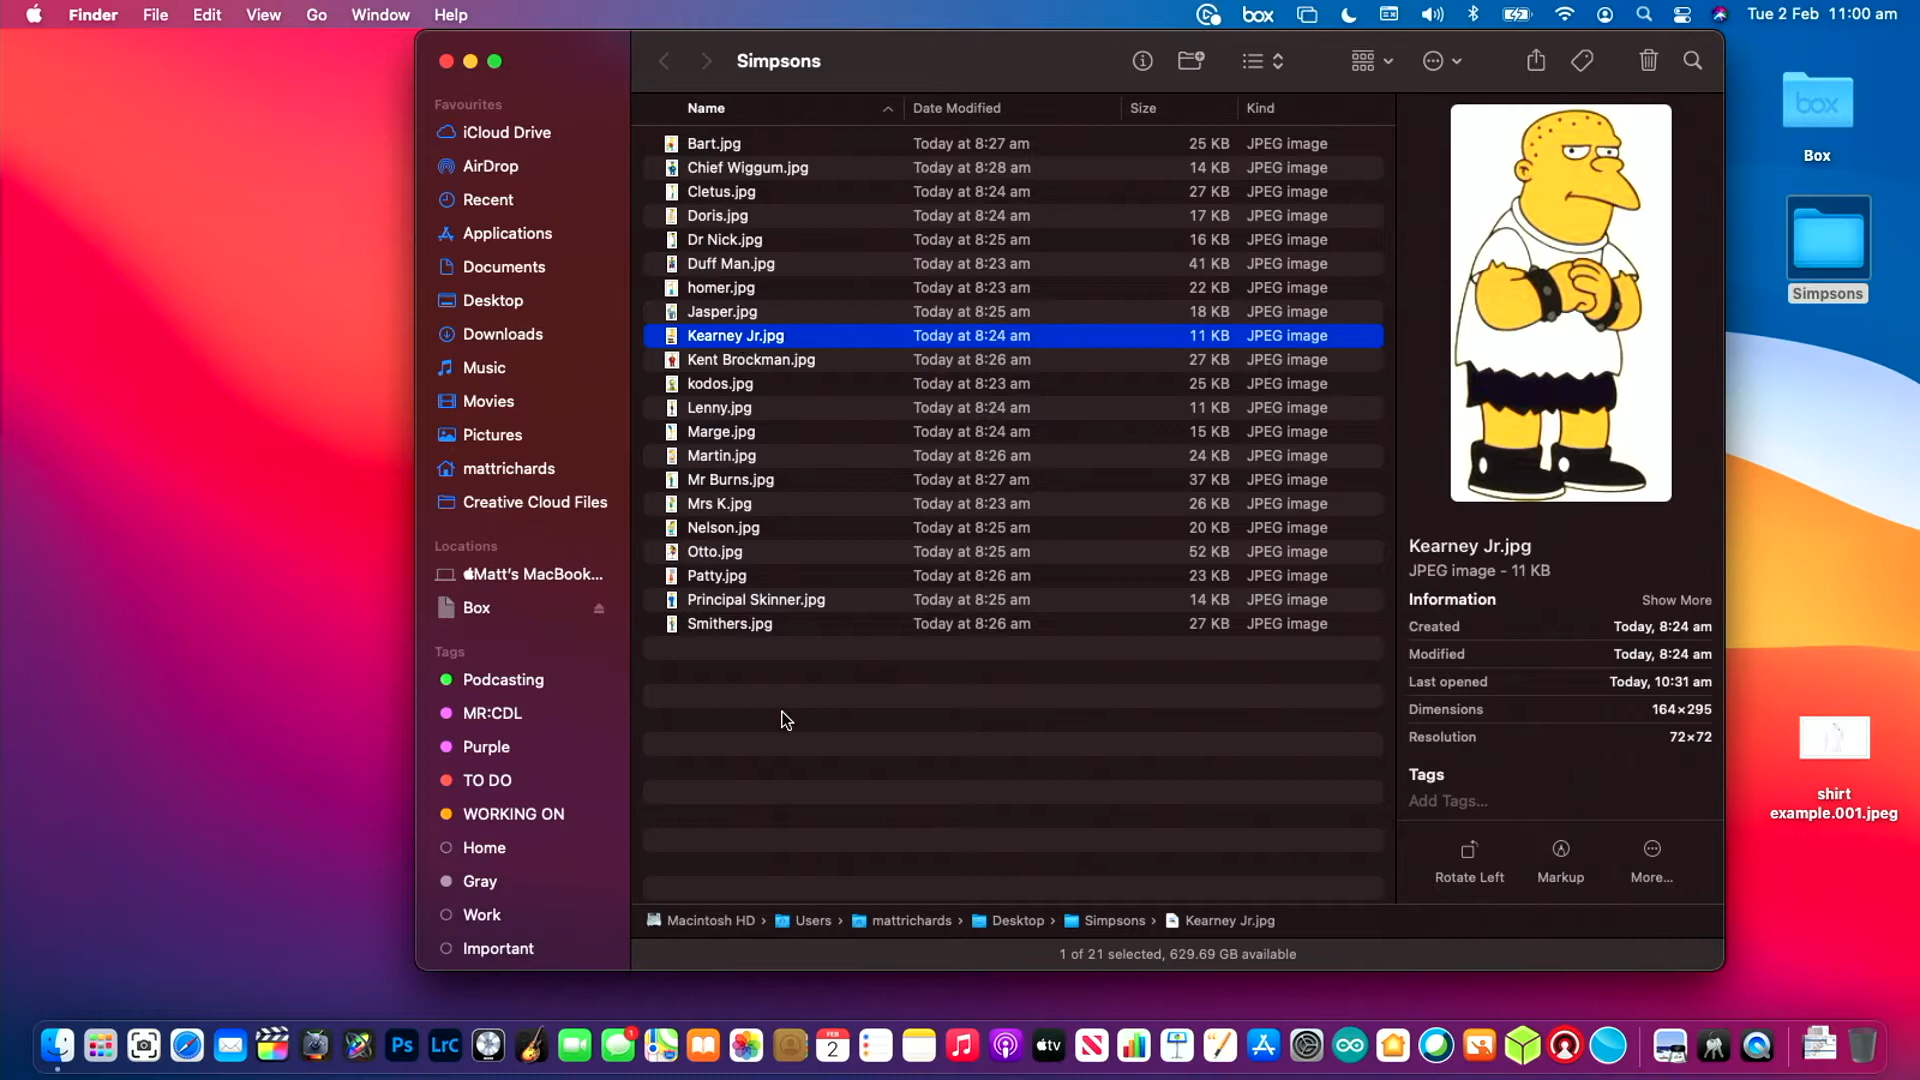 Finder File Edit View Go Window Help box Tue 2 Feb 11:00 am
Simpsons
Favourites
iCloud Drive
AirDrop
Recent
Applications
Documents
Desktop
Downloads
Music
Movies
Pictures
mattrichards
Creative Cloud Files
Locations
Matt's MacBook...
Box
Tags
Podcasting
MR:CDL
Purple
TO DO
WORKING ON
Home
Gray
Work
Important
Name Date Modified Size Kind
Bart.jpg Today at 8:27 am 25 KB JPEG image
Chief Wiggum.jpg Today at 8:28 am 14 KB JPEG image
Cletus.jpg Today at 8:24 am 27 KB JPEG image
Doris.jpg Today at 8:24 am 17 KB JPEG image
Dr Nick.jpg Today at 8:25 am 16 KB JPEG image
Duff Man.jpg Today at 8:23 am 41 KB JPEG image
homer.jpg Today at 8:23 am 22 KB JPEG image
Jasper.jpg Today at 8:25 am 18 KB JPEG image
Kearney Jr.jpg Today at 8:24 am 11 KB JPEG image
Kent Brockman.jpg Today at 8:26 am 27 KB JPEG image
kodos.jpg Today at 8:23 am 25 KB JPEG image
Lenny.jpg Today at 8:24 am 11 KB JPEG image
Marge.jpg Today at 8:24 am 15 KB JPEG image
Martin.jpg Today at 8:26 am 24 KB JPEG image
Mr Burns.jpg Today at 8:27 am 37 KB JPEG image
Mrs K.jpg Today at 8:23 am 26 KB JPEG image
Nelson.jpg Today at 8:25 am 20 KB JPEG image
Otto.jpg Today at 8:25 am 52 KB JPEG image
Patty.jpg Today at 8:26 am 23 KB JPEG image
Principal Skinner.jpg Today at 8:25 am 14 KB JPEG image
Smithers.jpg Today at 8:26 am 27 KB JPEG image
Kearney Jr.jpg
JPEG image - 11 KB
Information Show More
Created Today, 8:24 am
Modified Today, 8:24 am
Last opened Today, 10:31 am
Dimensions 164×295
Resolution 72×72
Tags
Add Tags...
Rotate Left Markup More...
Macintosh HD › Users › mattrichards › Desktop › Simpsons › Kearney Jr.jpg
1 of 21 selected, 629.69 GB available
box
Box
Simpsons
shirt
example.001.jpeg
Ps LrC 1 FEB 2 tv